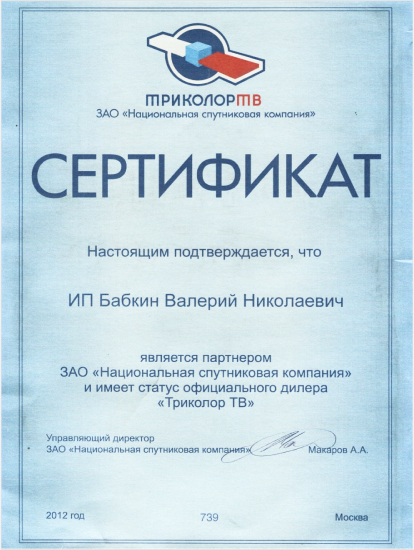 ТРИКОЛОРТВ
ЗАО «Национальная спутниковая компания»
СЕРТИФИКАТ
Настоящим подтверждается, что
ИП Бабкин Валерий Николаевич
является партнером
ЗАО «Национальная спутниковая компания»
и имеет статус официального дилера
«Триколор ТВ»
Управляющий директор
ЗАО «Национальная спутниковая компания» Макаров А.А.
2012 год 739 Москва